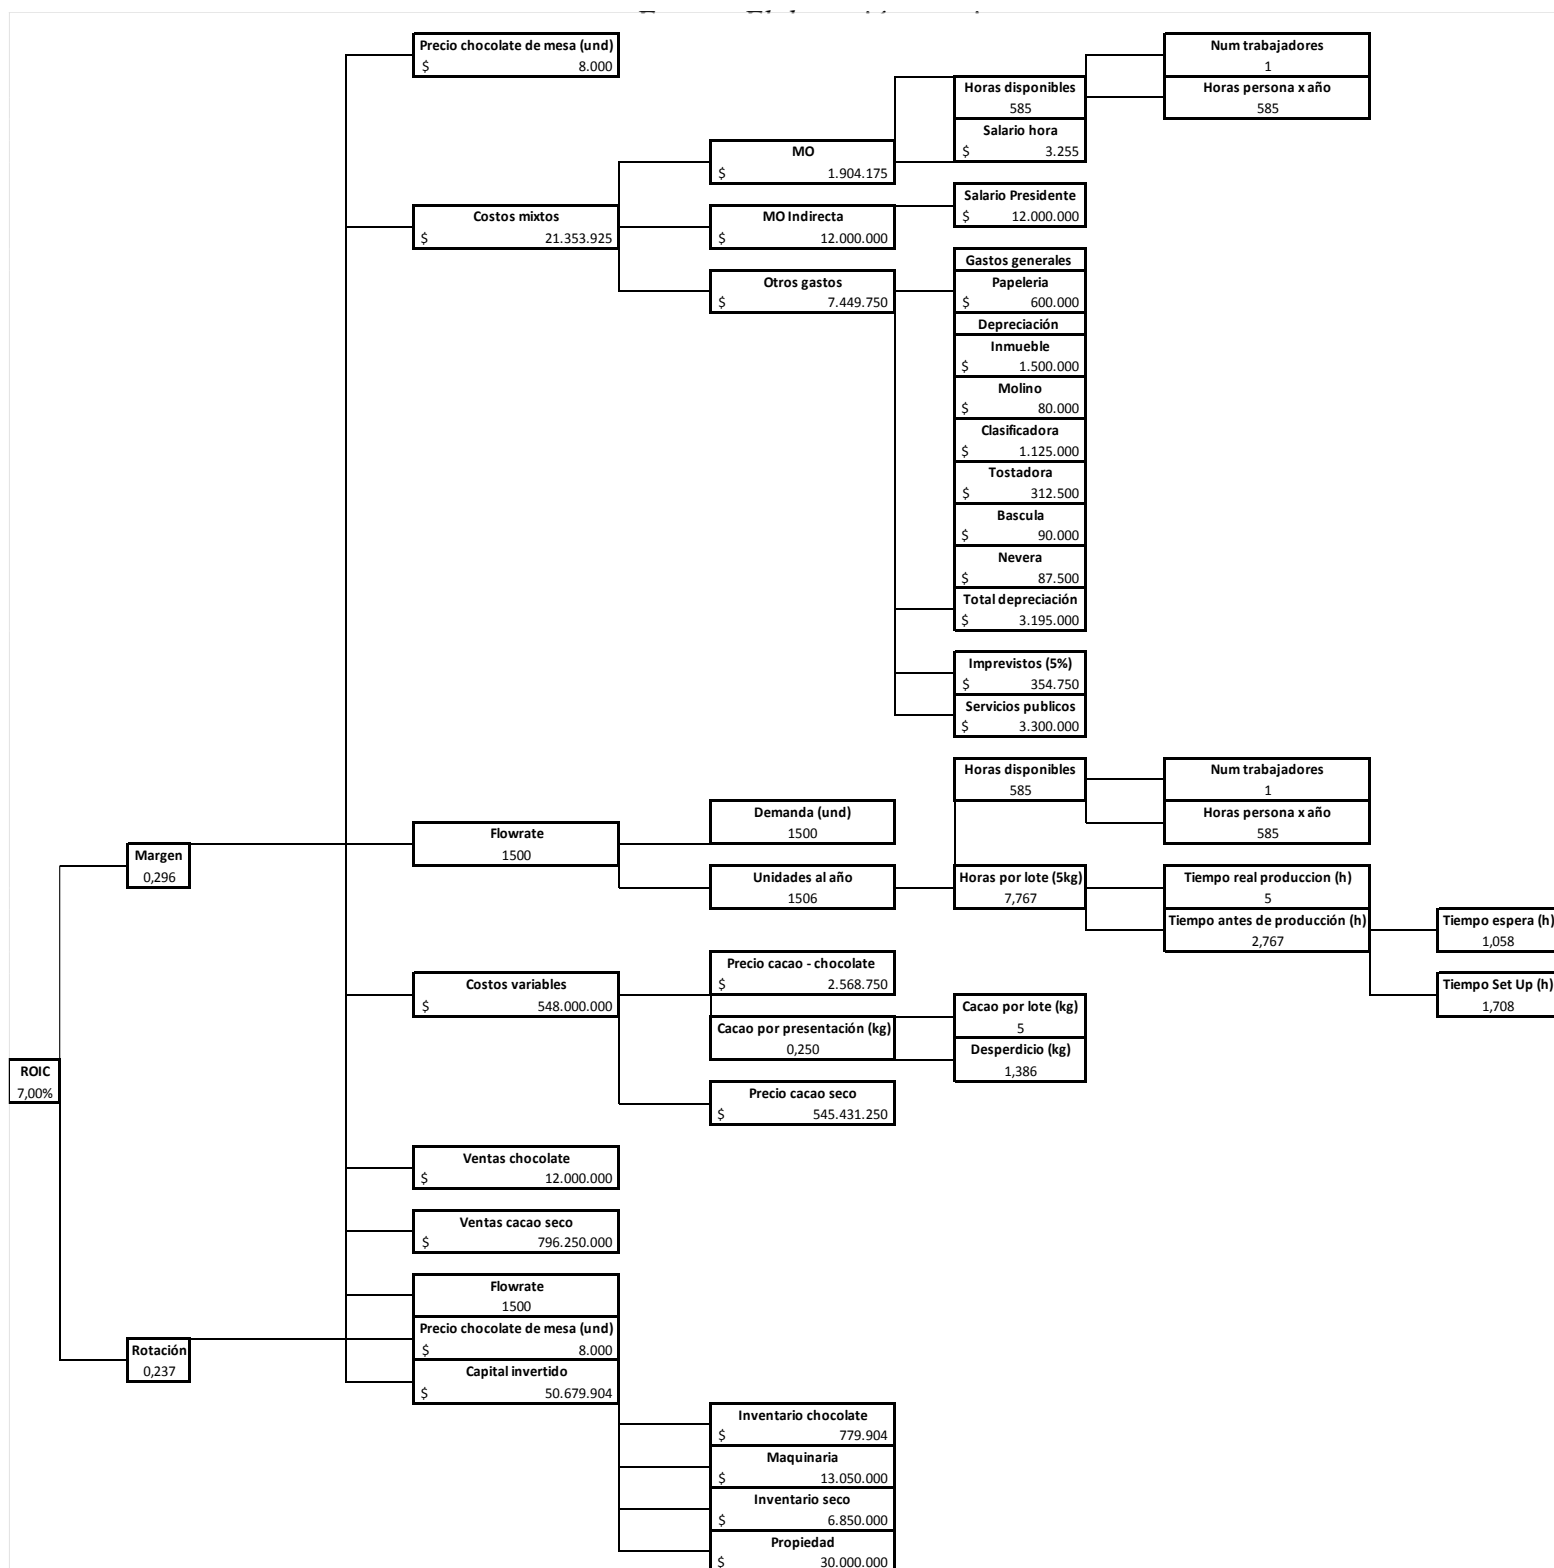 Precio chocolate de mesa (und)
$ 8.000
Num trabajadores
1
Horas disponibles
585
Horas persona x año
585
Salario hora
$ 3.255
MO
$ 1.904.175
Salario Presidente
$ 12.000.000
Costos mixtos
$ 21.353.925
MO Indirecta
$ 12.000.000
Gastos generales
Otros gastos
$ 7.449.750
Papeleria
$ 600.000
Depreciación
Inmueble
$ 1.500.000
Molino
$ 80.000
Clasificadora
$ 1.125.000
Tostadora
$ 312.500
Bascula
$ 90.000
Nevera
$ 87.500
Total depreciación
$ 3.195.000
Imprevistos (5%)
$ 354.750
Servicios publicos
$ 3.300.000
Horas disponibles
585
Num trabajadores
1
Demanda (und)
1500
Horas persona x año
585
Flowrate
1500
Margen
0,296
Unidades al año
1506
Horas por lote (5kg)
7,767
Tiempo real produccion (h)
5
Tiempo antes de producción (h)
2,767
Tiempo espera (h)
1,058
Precio cacao - chocolate
$ 2.568.750
Costos variables
$ 548.000.000
Tiempo Set Up (h)
1,708
Cacao por lote (kg)
5
Cacao por presentación (kg)
0,250
Desperdicio (kg)
1,386
ROIC
7,00%
Precio cacao seco
$ 545.431.250
Ventas chocolate
$ 12.000.000
Ventas cacao seco
$ 796.250.000
Flowrate
1500
Precio chocolate de mesa (und)
$ 8.000
Rotación
0,237
Capital invertido
$ 50.679.904
Inventario chocolate
$ 779.904
Maquinaria
$ 13.050.000
Inventario seco
$ 6.850.000
Propiedad
$ 30.000.000